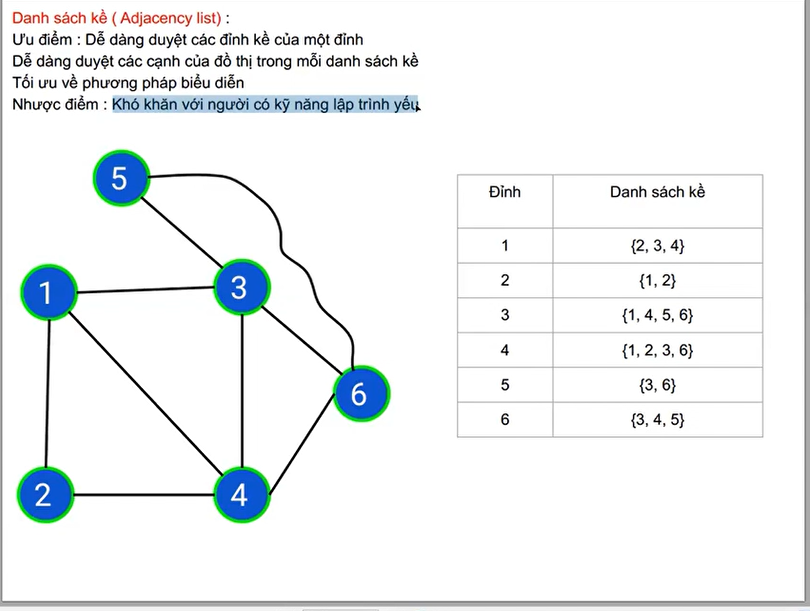 Danh sách kề ( Adjacency list) :
Ưu điểm : Dễ dàng duyệt các đỉnh kề của một đỉnh
Dễ dàng duyệt các cạnh của đồ thị trong mỗi danh sách kề
Tối ưu về phương pháp biểu diễn
Nhược điểm : Khó khăn với người có kỹ năng lập trình yếu
5
1
3
6
2
4
Đỉnh Danh sách kề
1 {2, 3, 4}
2 {1, 2}
3 {1, 4, 5, 6}
4 {1, 2, 3, 6}
5 {3, 6}
6 {3, 4, 5}